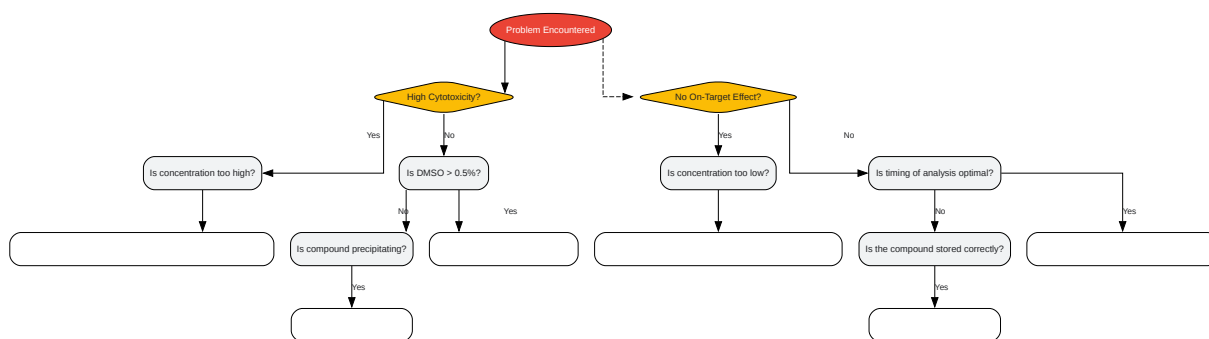 Problem Encountered
High Cytotoxicity?
No On-Target Effect?
Yes
No
Yes
No
Is concentration too high?
Is DMSO > 0.5%?
Is concentration too low?
Is timing of analysis optimal?
No
Yes
No
Yes
Is compound precipitating?
Is the compound stored correctly?
Yes
Yes